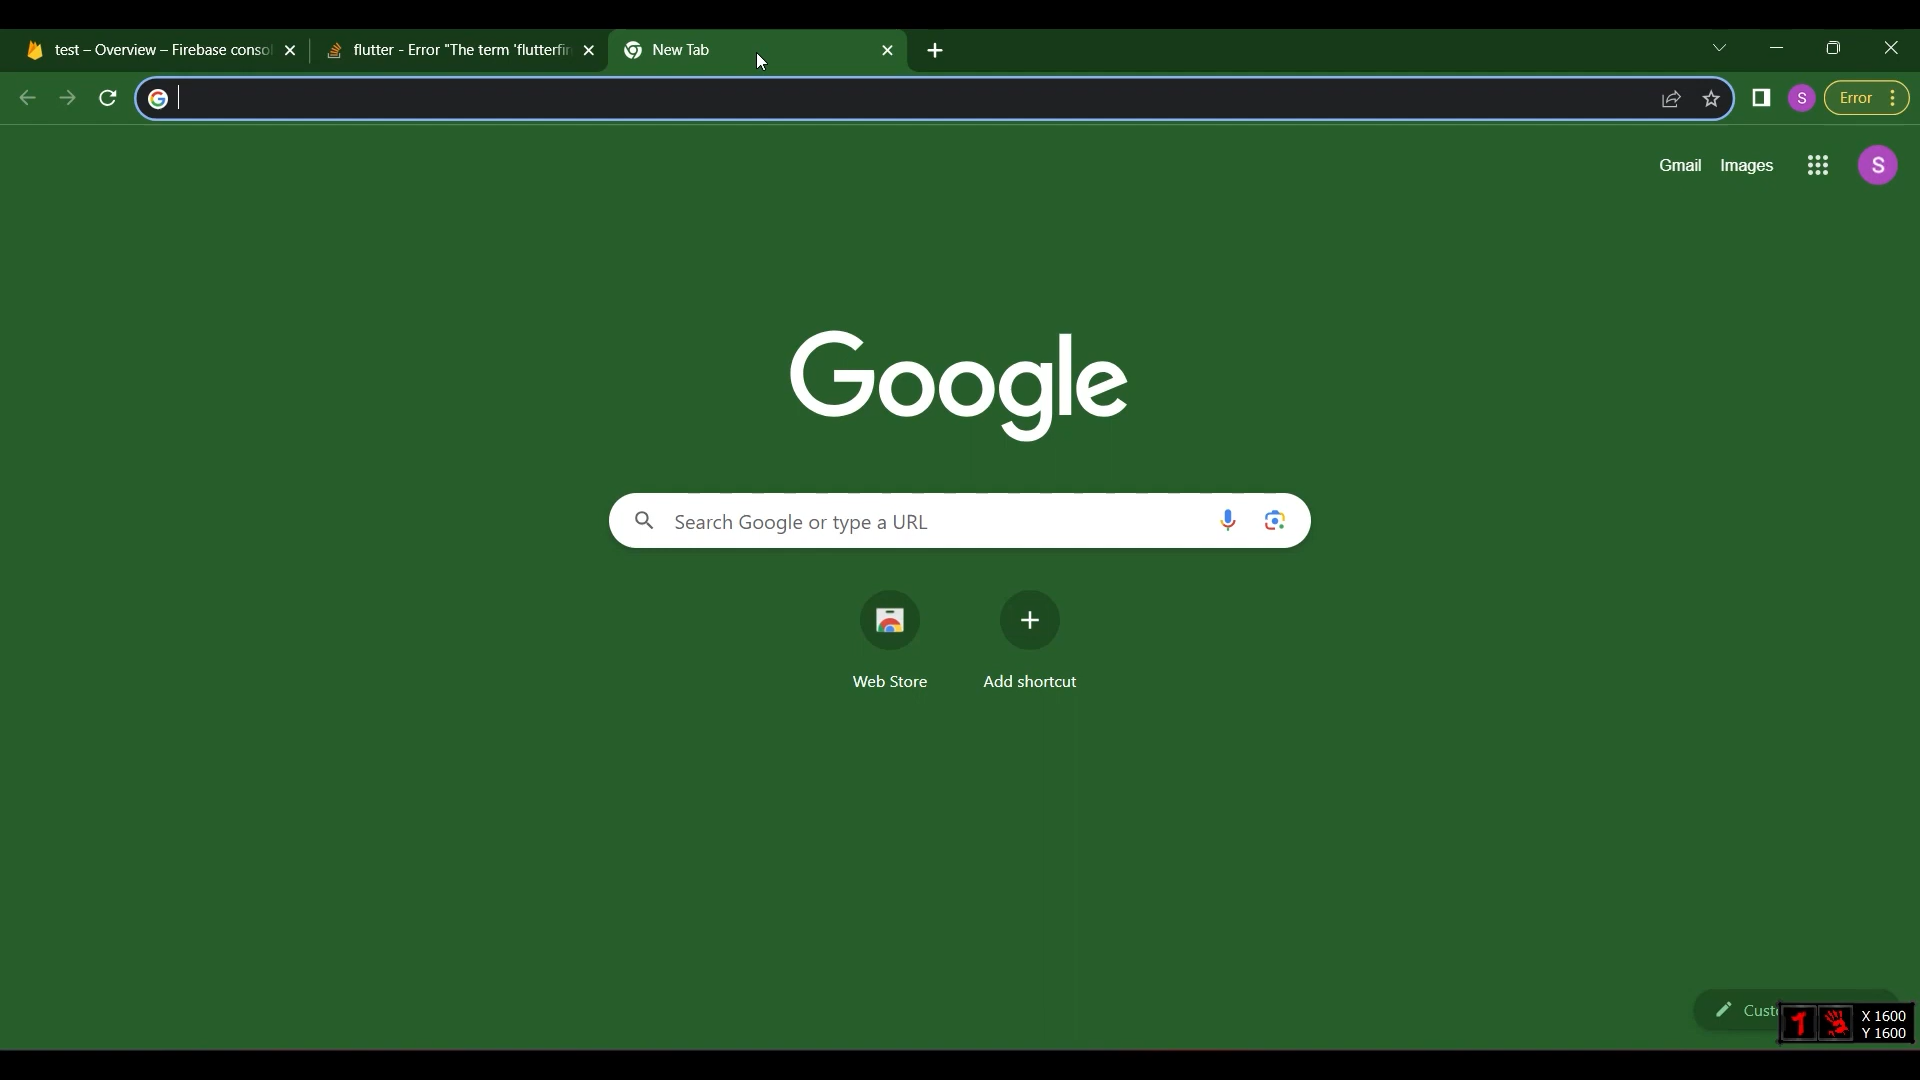 test – Overview – Firebase consol
flutter - Error "The term 'flutterfir
New Tab
S
Error
Gmail
Images
S
Google
Search Google or type a URL
Web Store
Add shortcut
Cust
X 1600
Y 1600